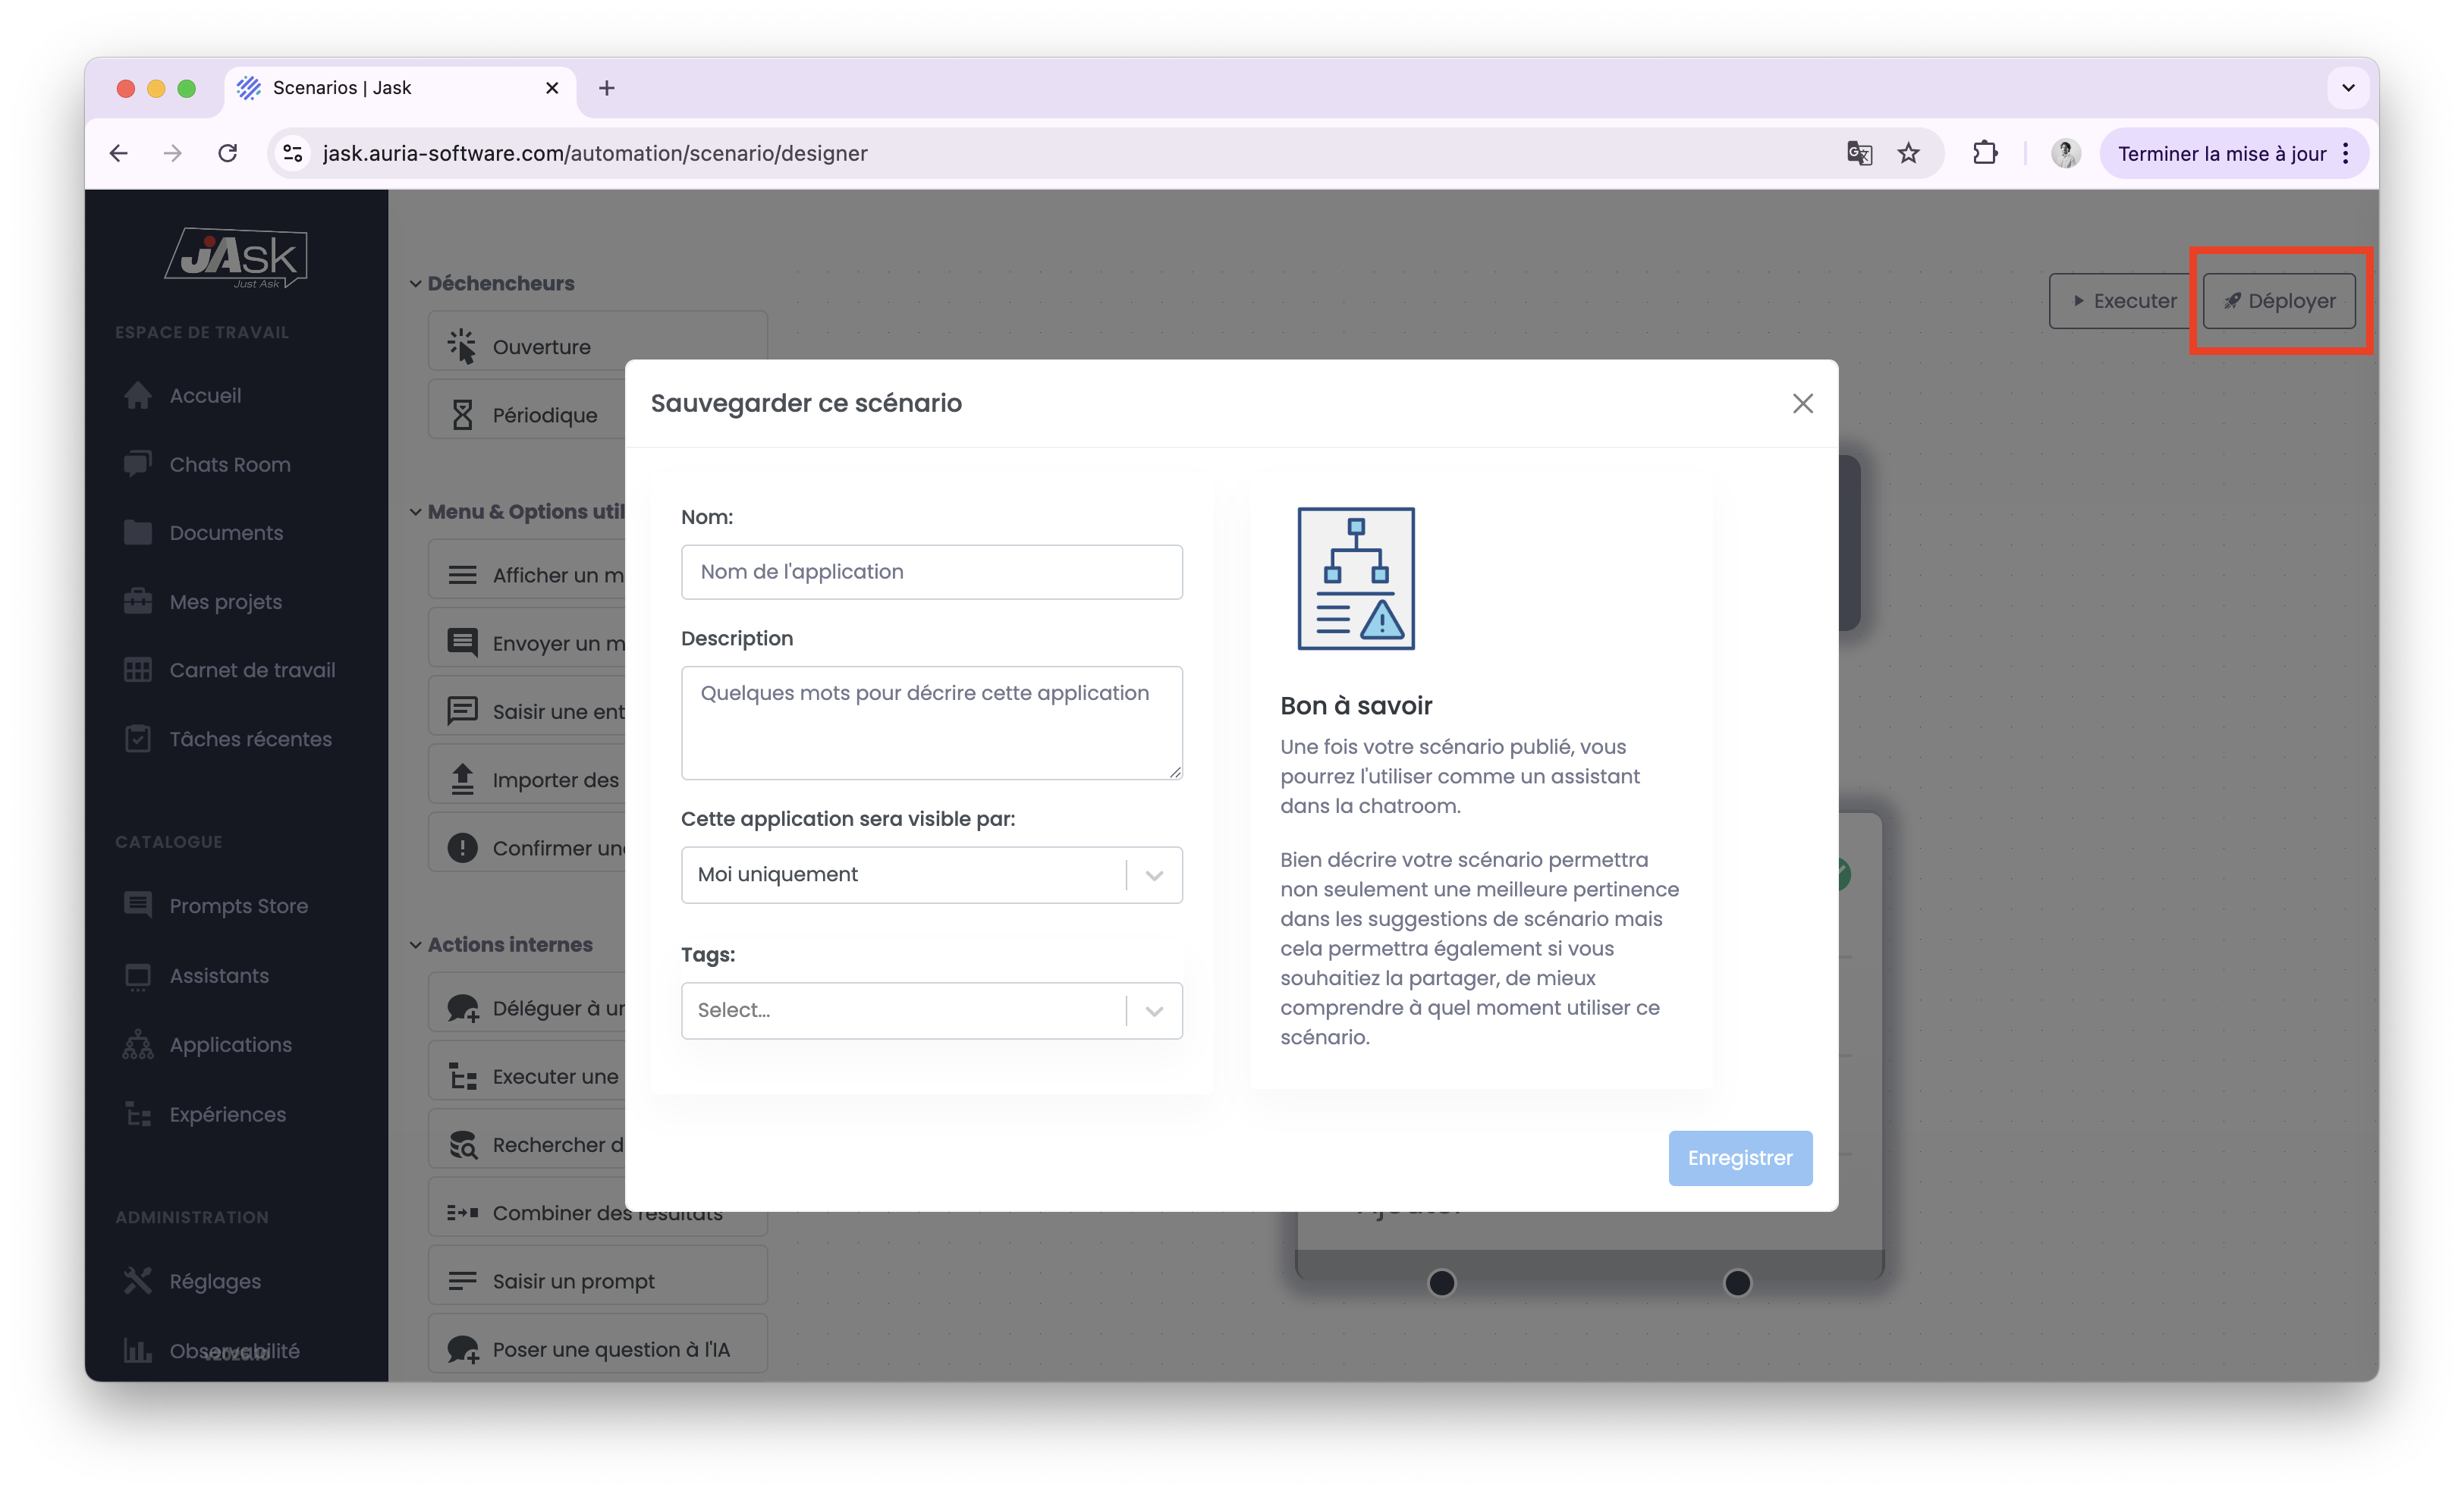 Scenarios | Jask
jask.auria-software.com/automation/scenario/designer
Terminer la mise à jour
jAsk
Just Ask
ESPACE DE TRAVAIL
Accueil
Chats Room
Documents
Mes projets
Carnet de travail
Tâches récentes
CATALOGUE
Prompts Store
Assistants
Applications
Expériences
ADMINISTRATION
Réglages
Observabilité
Déchencheurs
Ouverture
Périodique
Menu & Options util
Afficher un m
Envoyer un m
Saisir une ent
Importer des
Confirmer un
Actions internes
Déléguer à un
Executer une
Rechercher d
Combiner des résultats
Saisir un prompt
Poser une question à l'IA
Executer
Déployer
Sauvegarder ce scénario
Nom:
Nom de l'application
Description
Quelques mots pour décrire cette application
Cette application sera visible par:
Moi uniquement
Tags:
Select...
Bon à savoir
Une fois votre scénario publié, vous
pourrez l'utiliser comme un assistant
dans la chatroom.
Bien décrire votre scénario permettra
non seulement une meilleure pertinence
dans les suggestions de scénario mais
cela permettra également si vous
souhaitiez la partager, de mieux
comprendre à quel moment utiliser ce
scénario.
Enregistrer
Ajouter